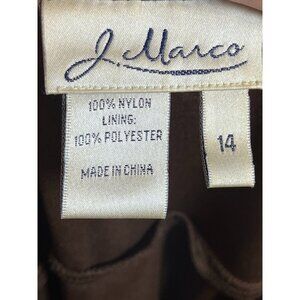 J. Marco
100% NYLON
LINING:
100% POLYESTER
MADE IN CHINA
14